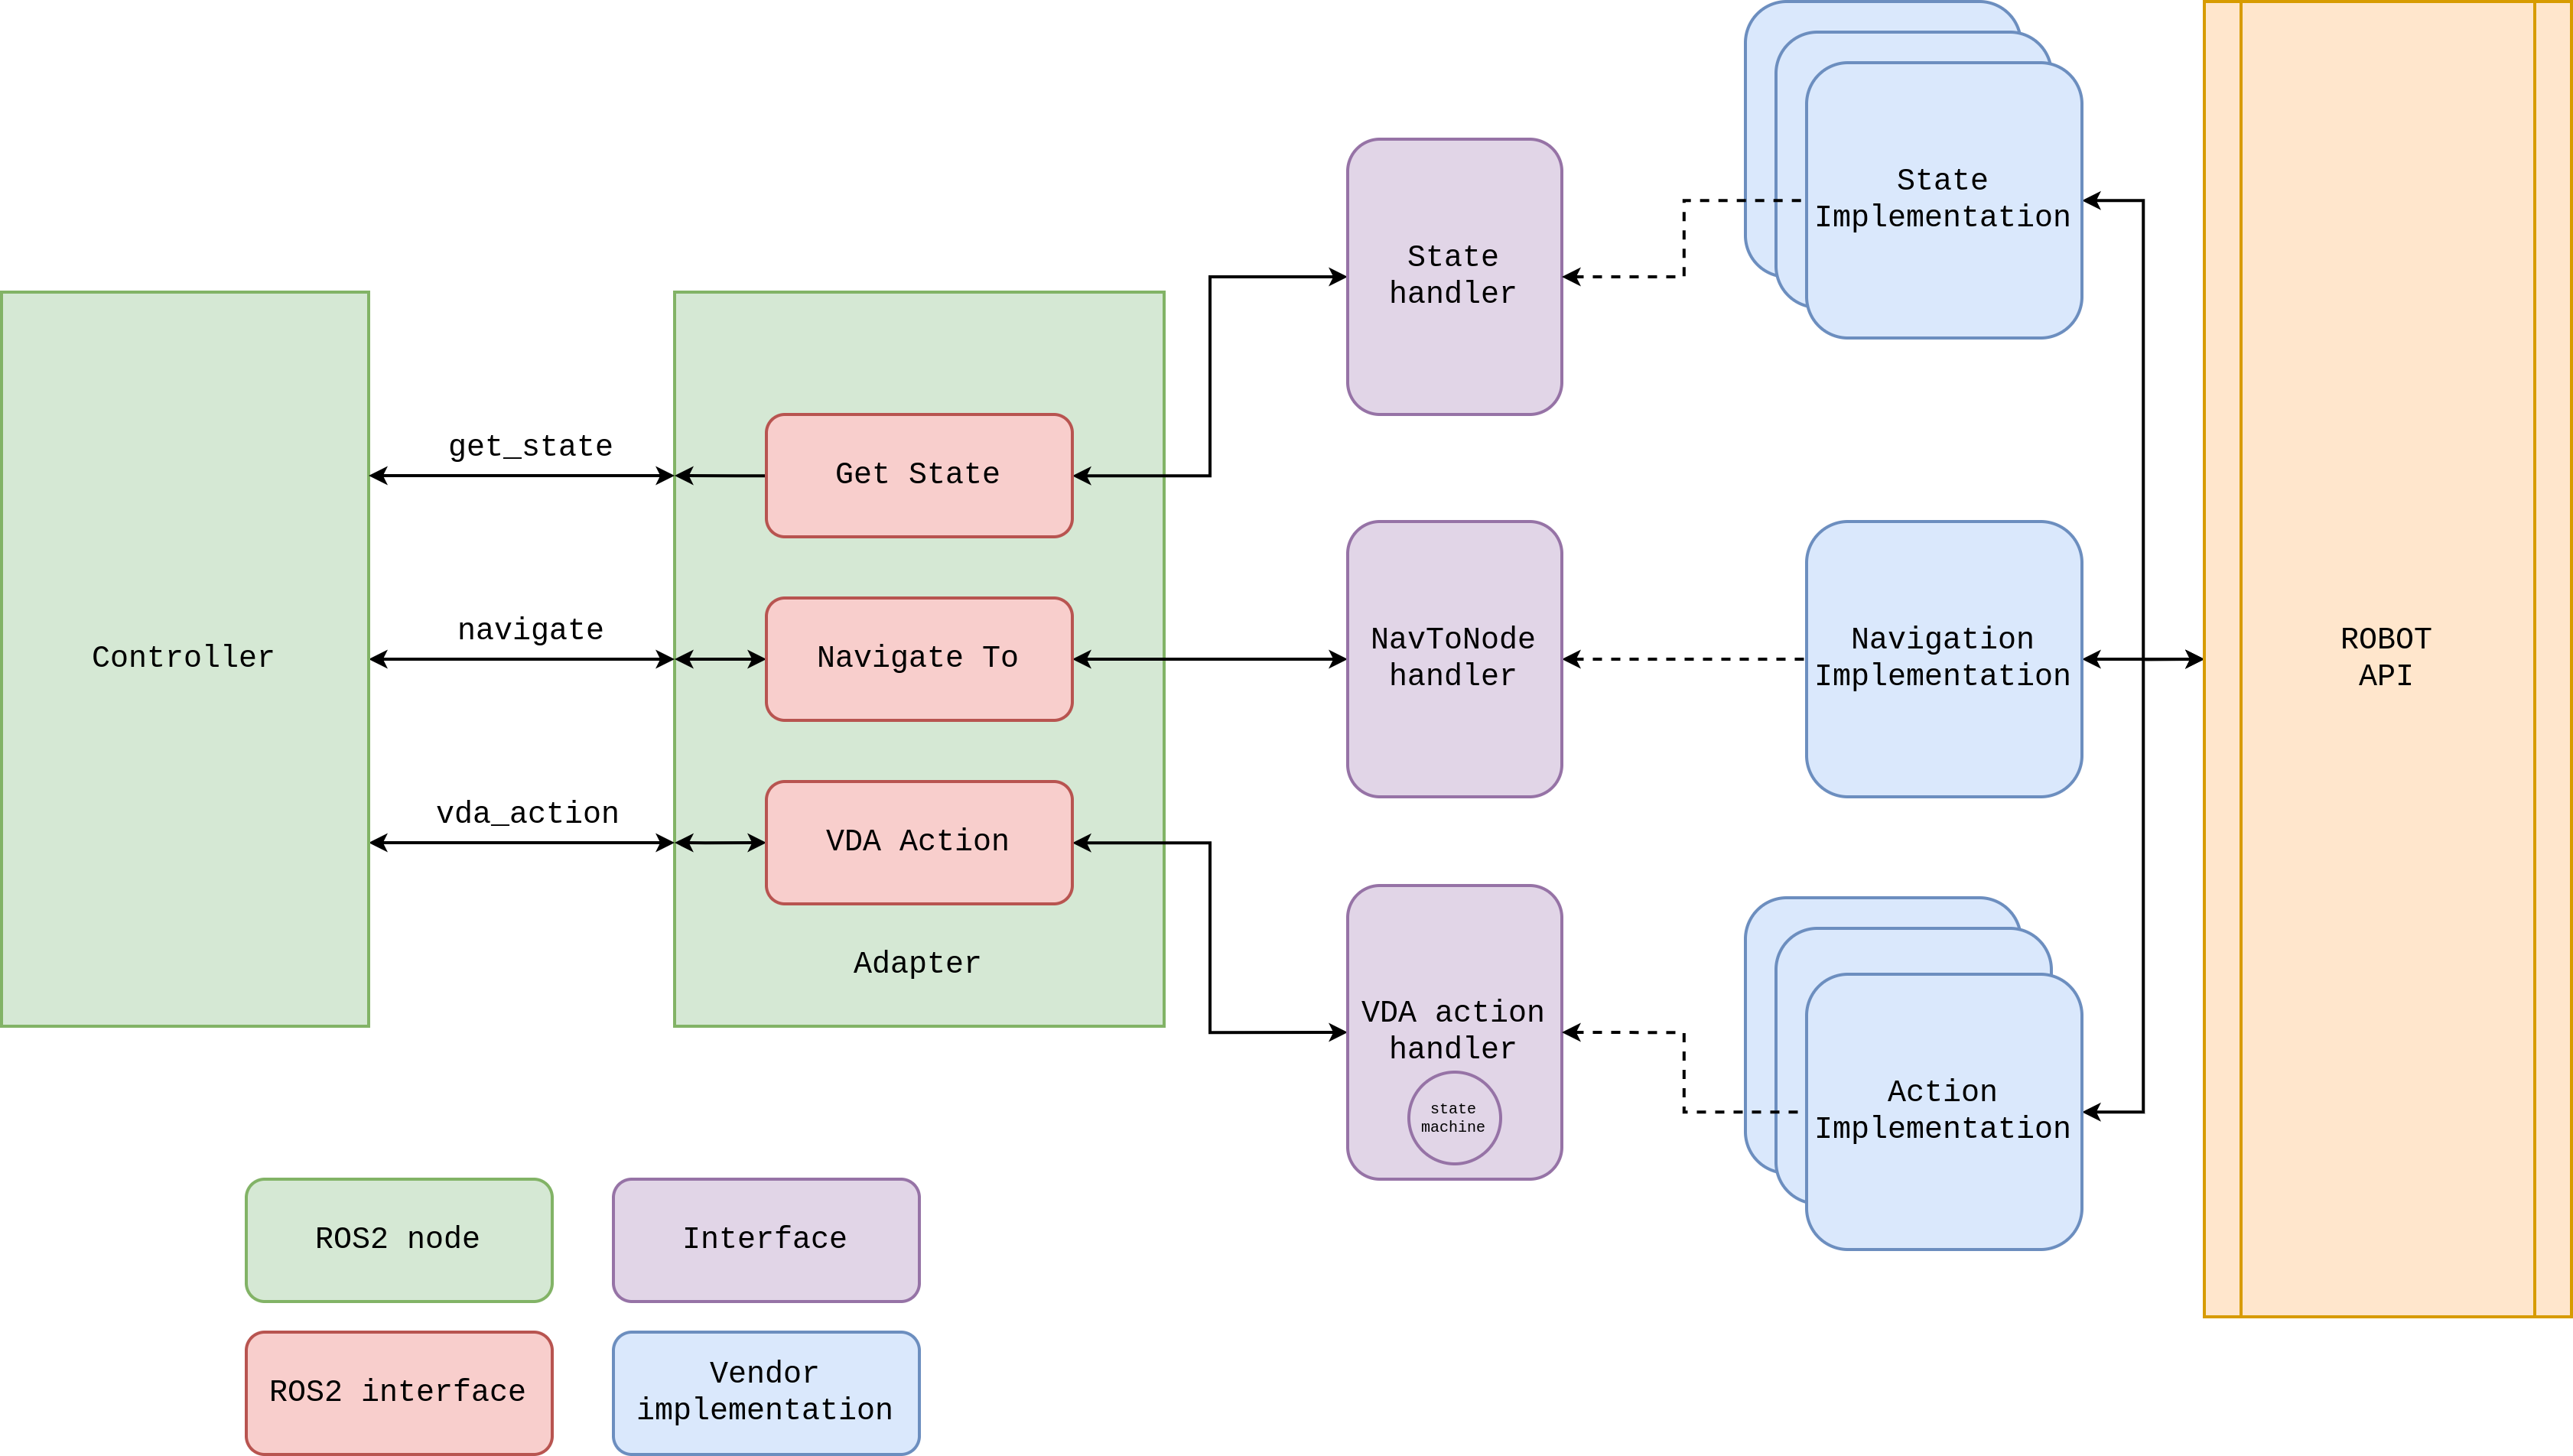 State
Implementation
State
handler
get_state
Get State
navigate
Controller
Navigate To
NavToNode
handler
Navigation
Implementation
ROBOT
API
vda_action
VDA Action
Adapter
VDA action
handler
state
machine
Action
Implementation
ROS2 node
Interface
ROS2 interface
Vendor
implementation